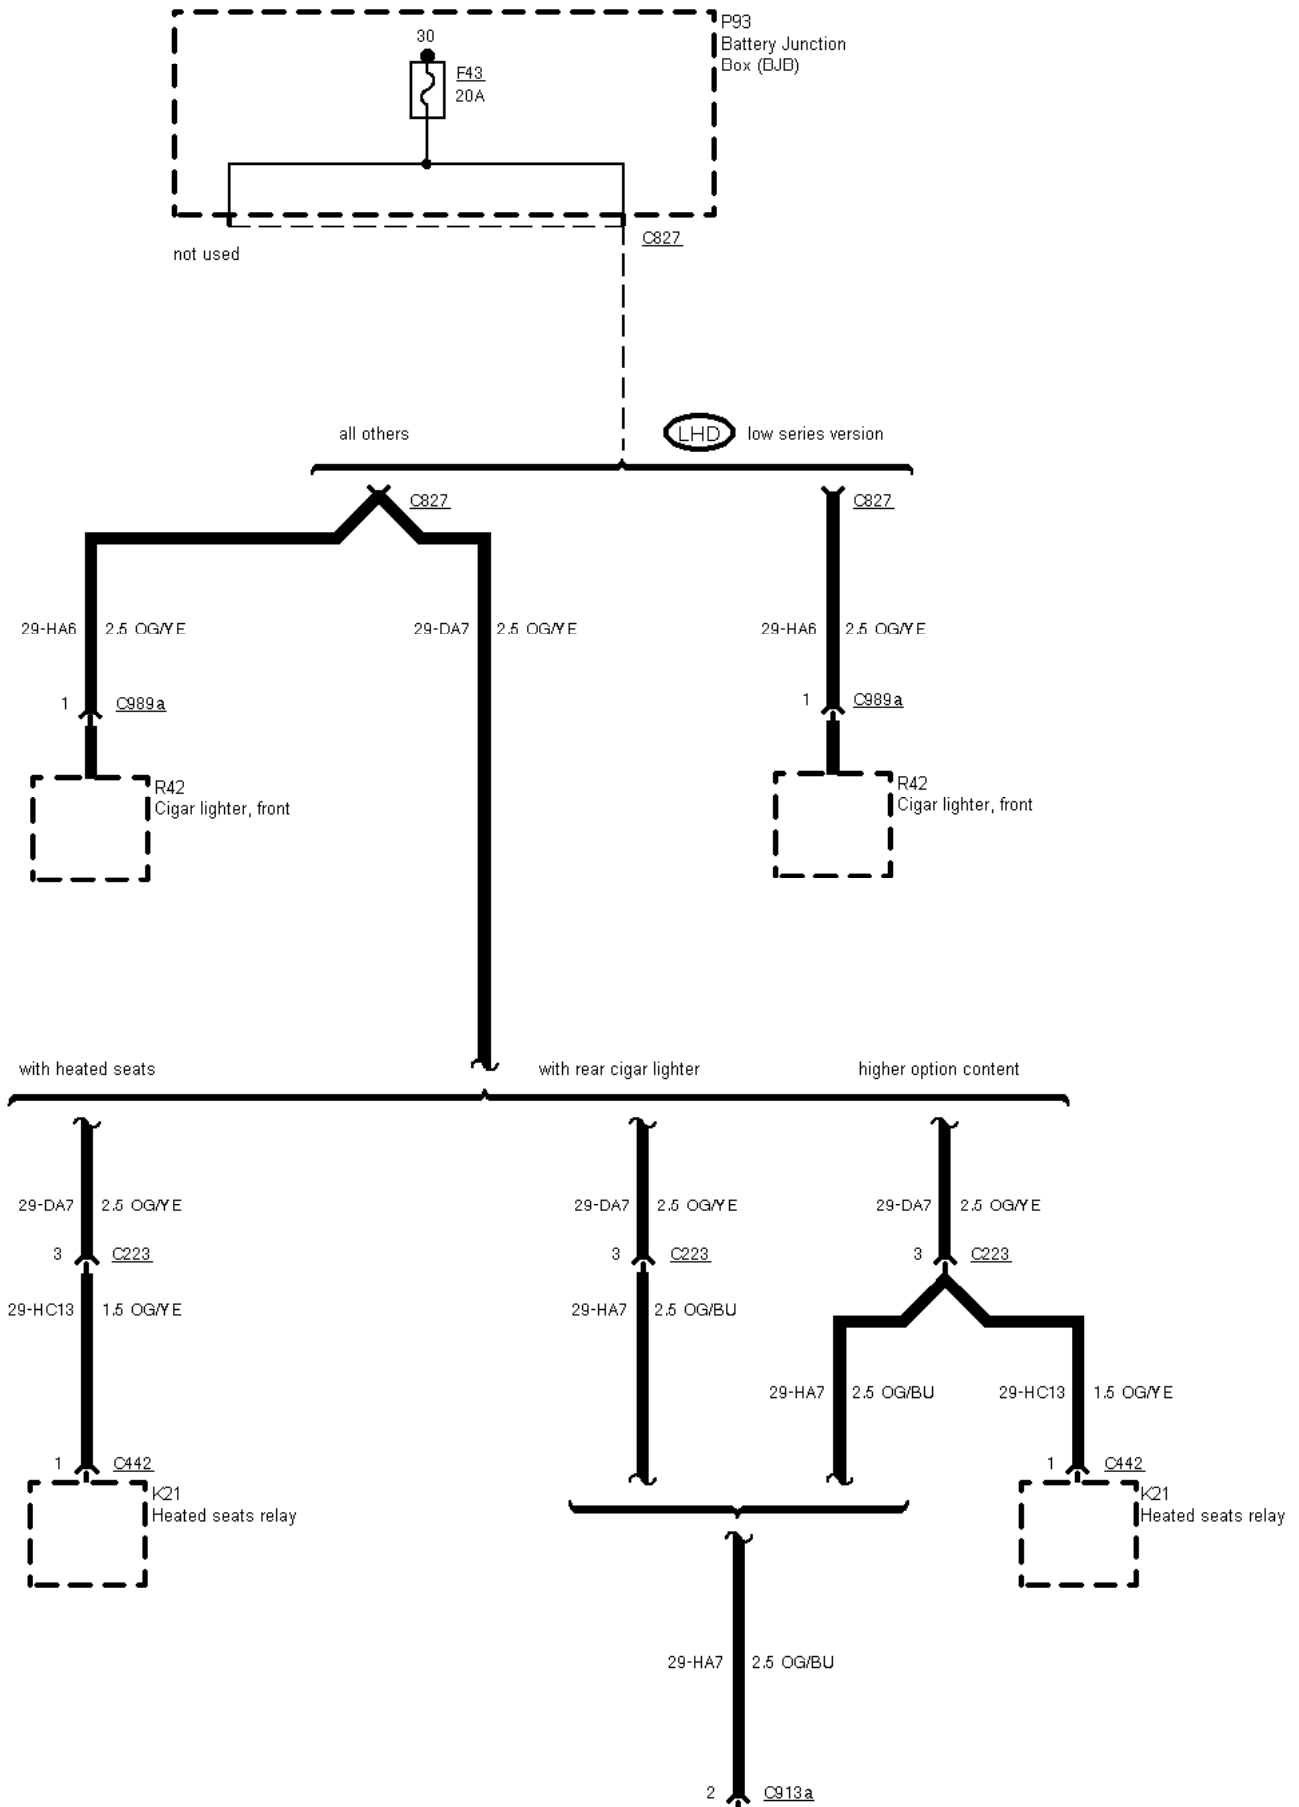 P93
Battery Junction
Box (BJB)
30
F43
20A
C827
not used
all others
LHD low series version
C827
C827
29-HA6 2.5 OG/YE
29-DA7 2.5 OG/YE
29-HA6 2.5 OG/YE
1 C989a
1 C989a
R42
Cigar lighter, front
R42
Cigar lighter, front
with heated seats
with rear cigar lighter
higher option content
29-DA7 2.5 OG/YE
29-DA7 2.5 OG/YE
29-DA7 2.5 OG/YE
3 C223
3 C223
3 C223
29-HC13 1.5 OG/YE
29-HA7 2.5 OG/BU
29-HA7 2.5 OG/BU
29-HC13 1.5 OG/YE
1 C442
1 C442
K21
Heated seats relay
K21
Heated seats relay
29-HA7 2.5 OG/BU
2 C913a